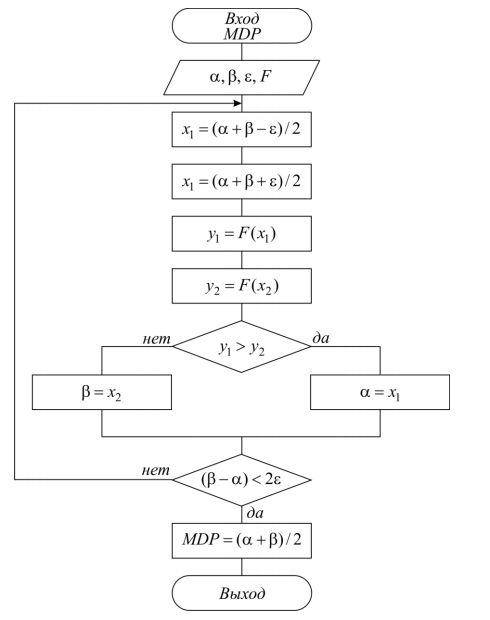 Вход
MDP
α, β, ε, F
x₁ = (α + β − ε) / 2
x₁ = (α + β + ε) / 2
y₁ = F(x₁)
y₂ = F(x₂)
нет
y₁ > y₂
да
β = x₂
α = x₁
нет
(β − α) < 2ε
да
MDP = (α + β) / 2
Выход